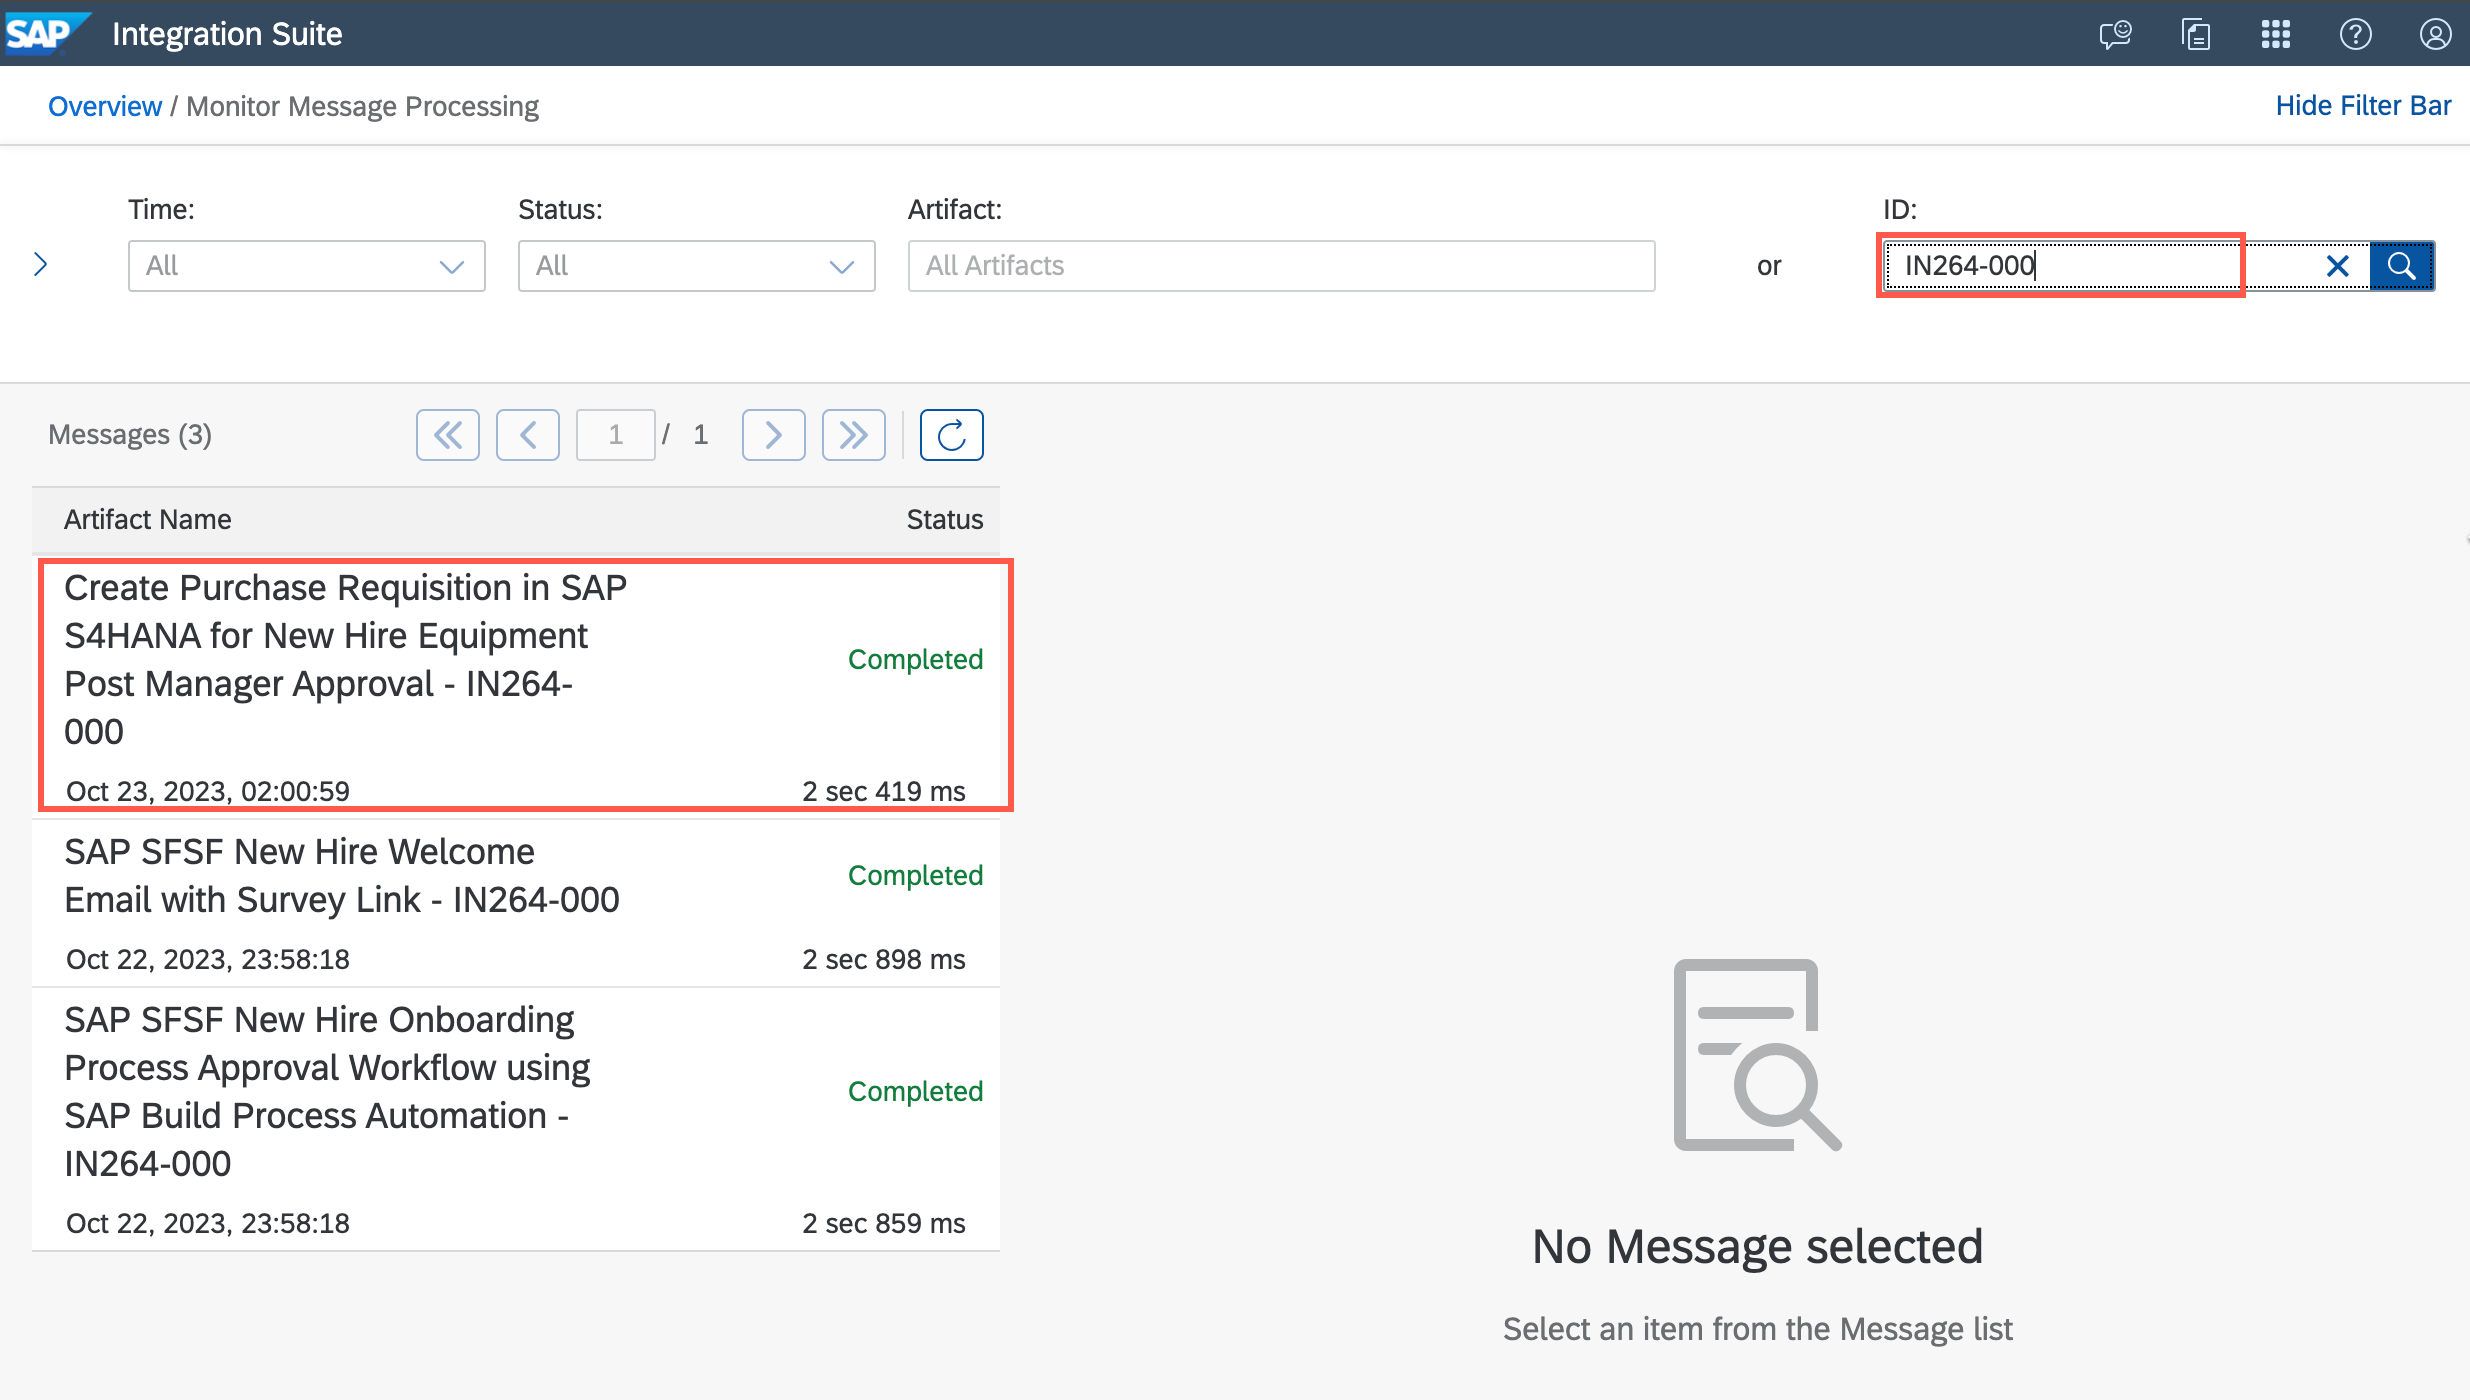 SAP Integration Suite
Overview / Monitor Message Processing
Hide Filter Bar
Time:
Status:
Artifact:
ID:
All
All
All Artifacts
or
IN264-000
Messages (3)
1 / 1
Artifact Name
Status
Create Purchase Requisition in SAP
S4HANA for New Hire Equipment
Post Manager Approval - IN264-
000
Completed
Oct 23, 2023, 02:00:59
2 sec 419 ms
SAP SFSF New Hire Welcome
Email with Survey Link - IN264-000
Completed
Oct 22, 2023, 23:58:18
2 sec 898 ms
SAP SFSF New Hire Onboarding
Process Approval Workflow using
SAP Build Process Automation -
IN264-000
Completed
Oct 22, 2023, 23:58:18
2 sec 859 ms
No Message selected
Select an item from the Message list